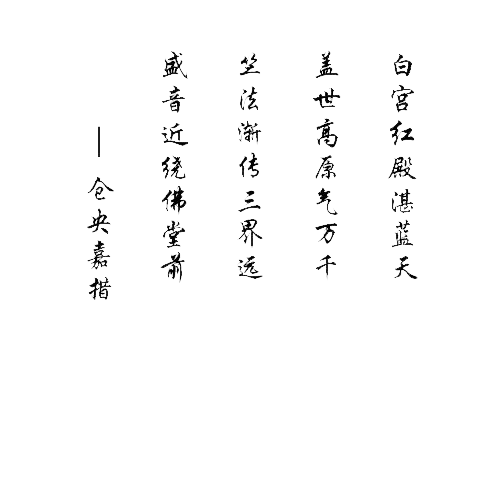 白宫红殿湛蓝天
盖世高原气万千
竺法渐传三界远
盛音近绕佛堂前
—仓央嘉措